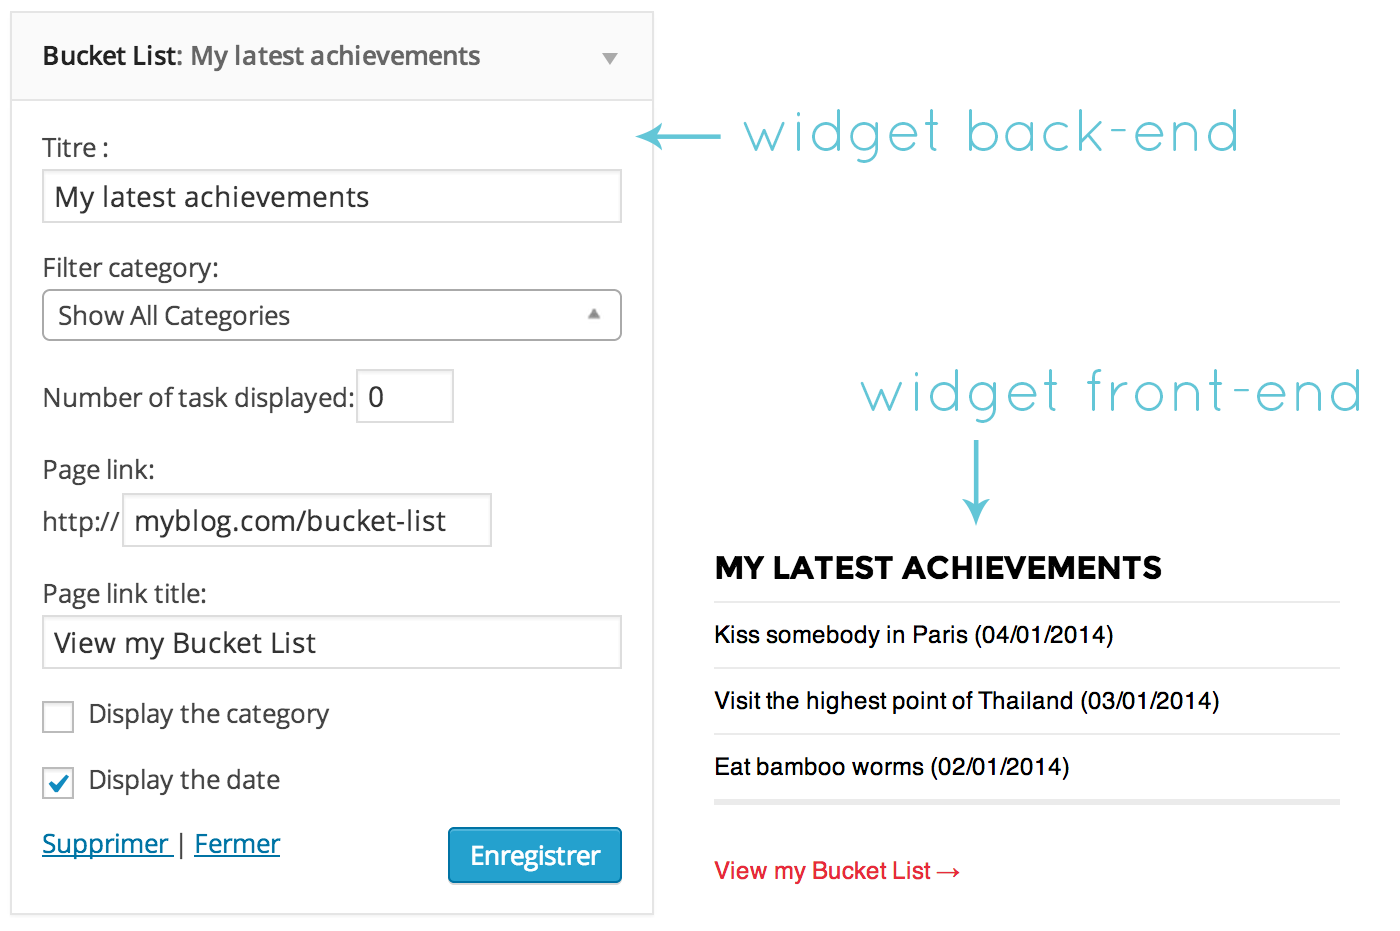 Bucket List: My latest achievements
Titre :
My latest achievements
Filter category:
Show All Categories
Number of task displayed: 0
Page link:
http:// myblog.com/bucket-list
Page link title:
View my Bucket List
Display the category
Display the date
Supprimer | Fermer
Enregistrer
widget back-end
widget front-end
MY LATEST ACHIEVEMENTS
Kiss somebody in Paris (04/01/2014)
Visit the highest point of Thailand (03/01/2014)
Eat bamboo worms (02/01/2014)
View my Bucket List →